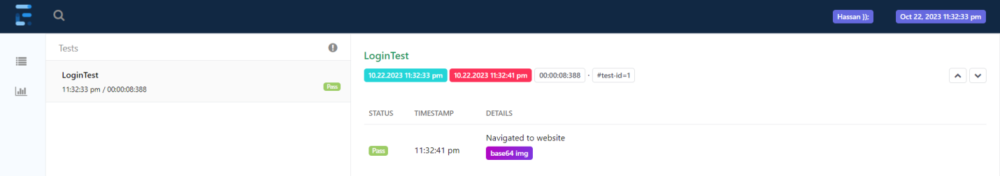 Hassan }};
Oct 22, 2023 11:32:33 pm
Tests
LoginTest
11:32:33 pm / 00:00:08:388
Pass
LoginTest
10.22.2023 11:32:33 pm 10.22.2023 11:32:41 pm 00:00:08:388 · #test-id=1
STATUS TIMESTAMP DETAILS
Pass 11:32:41 pm Navigated to website
base64 img